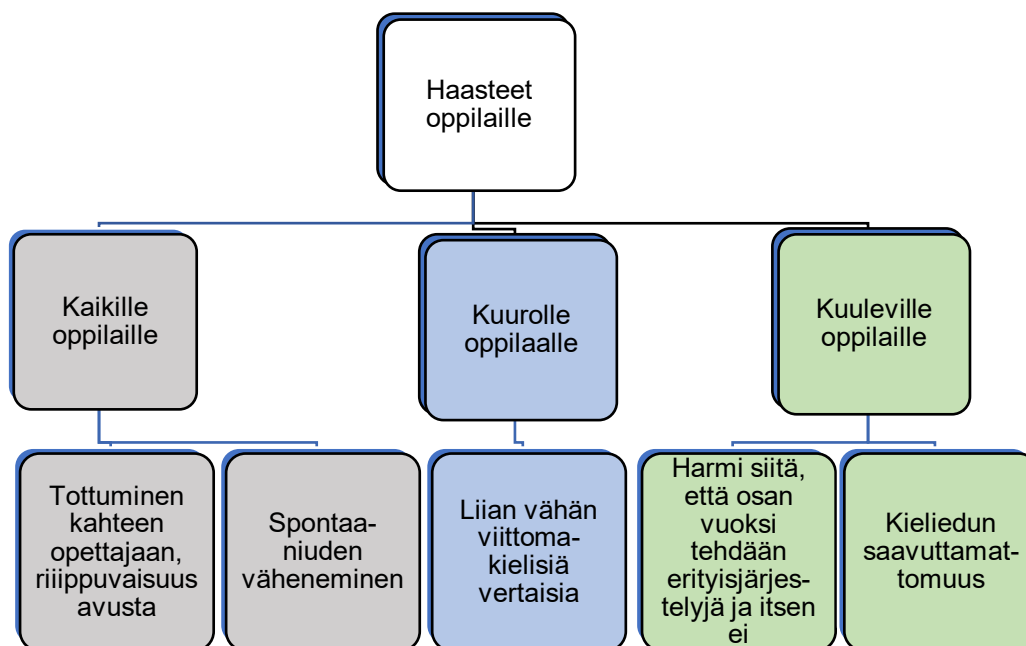 Haasteet
oppilaille
Kaikille
oppilaille
Kuurolle
oppilaalle
Kuuleville
oppilaille
Tottuminen
kahteen
opettajaan,
riiippuvaisuus
avusta
Spontaa-
niuden
väheneminen
Liian vähän
viittoma-
kielisiä
vertaisia
Harmi siitä,
että osan
vuoksi
tehdään
erityisjärjes-
telyjä ja itsen
ei
Kieliedun
saavuttamat-
tomuus